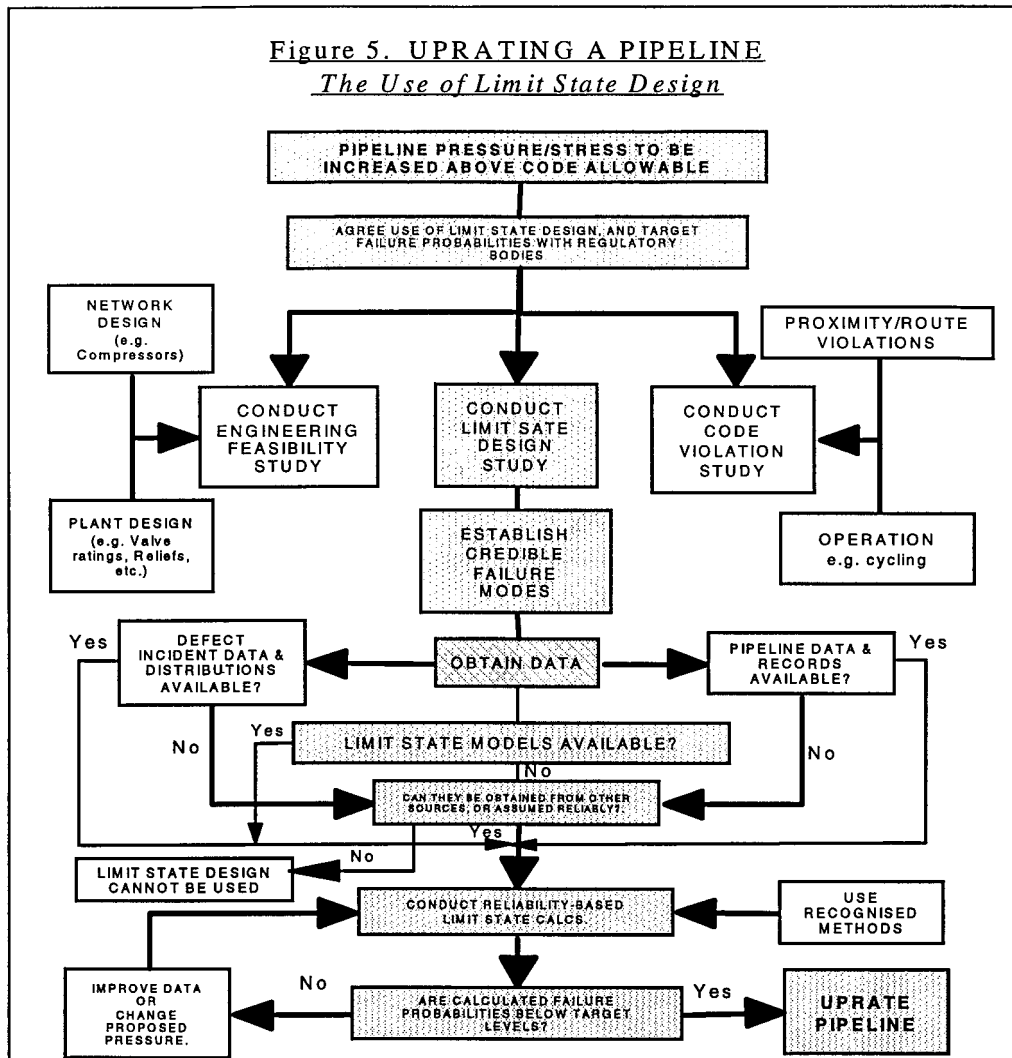 Figure 5. UPRATING A PIPELINE
The Use of Limit State Design
PIPELINE PRESSURE/STRESS TO BE
INCREASED ABOVE CODE ALLOWABLE
AGREE USE OF LIMIT STATE DESIGN, AND TARGET
FAILURE PROBABILITIES WITH REGULATORY
BODIES
NETWORK
DESIGN
(e.g.
Compressors)
PROXIMITY/ROUTE
VIOLATIONS
CONDUCT
ENGINEERING
FEASIBILITY
STUDY
CONDUCT
LIMIT SATE
DESIGN
STUDY
CONDUCT
CODE
VIOLATION
STUDY
PLANT DESIGN
(e.g. Valve
ratings, Reliefs,
etc.)
ESTABLISH
CREDIBLE
FAILURE
MODES
OPERATION
e.g. cycling
Yes
DEFECT
INCIDENT DATA &
DISTRIBUTIONS
AVAILABLE?
OBTAIN DATA
PIPELINE DATA &
RECORDS
AVAILABLE?
Yes
No
Yes
LIMIT STATE MODELS AVAILABLE?
No
No
CAN THEY BE OBTAINED FROM OTHER
SOURCES, OR ASSUMED RELIABLY?
Yes
No
LIMIT STATE DESIGN
CANNOT BE USED
CONDUCT RELIABILITY-BASED
LIMIT STATE CALCS.
USE
RECOGNISED
METHODS
IMPROVE DATA
OR
CHANGE
PROPOSED
PRESSURE.
No
ARE CALCULATED FAILURE
PROBABILITIES BELOW TARGET
LEVELS?
Yes
UPRATE
PIPELINE